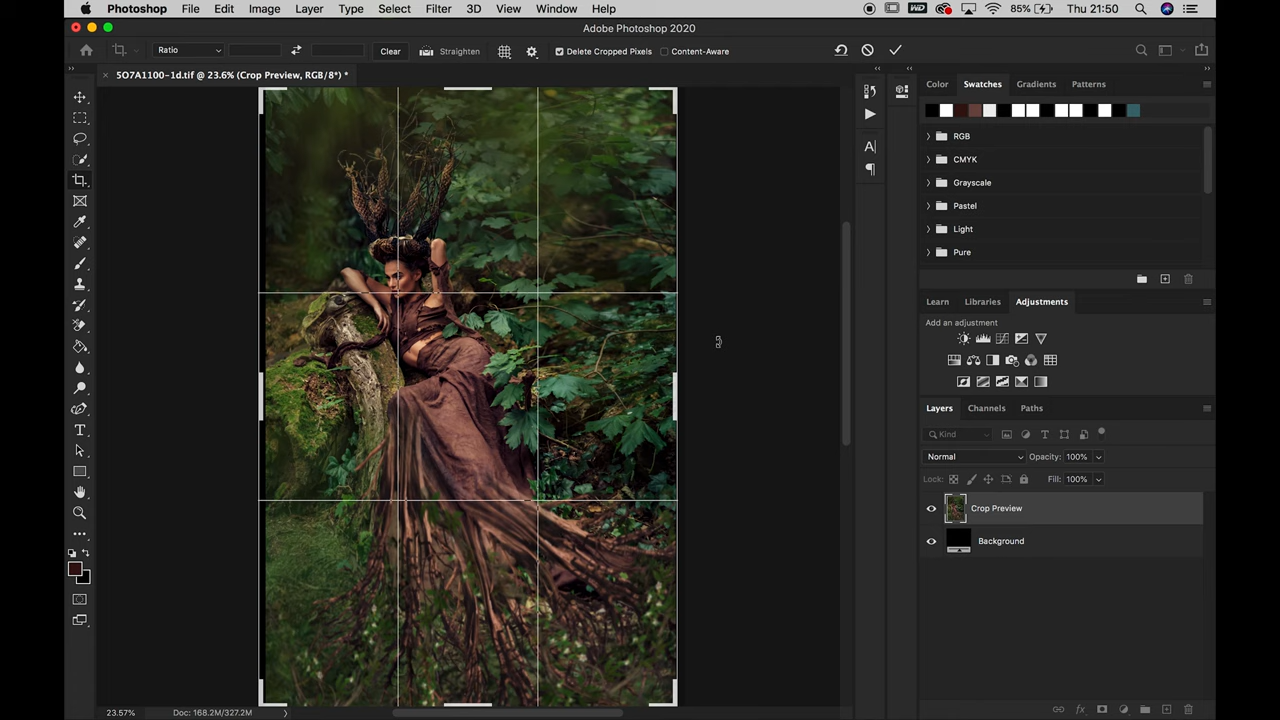 Photoshop File Edit Image Layer Type Select Filter 3D View Window Help 85% Thu 21:50
Adobe Photoshop 2020
Ratio Clear Straighten Delete Cropped Pixels Content-Aware
5O7A1100-1d.tif @ 23.6% (Crop Preview, RGB/8*) *
Color Swatches Gradients Patterns
RGB
CMYK
Grayscale
Pastel
Light
Pure
Learn Libraries Adjustments
Add an adjustment
Layers Channels Paths
Kind
Normal Opacity: 100%
Lock: Fill: 100%
Crop Preview
Background
23.57% Doc: 168.2M/327.2M